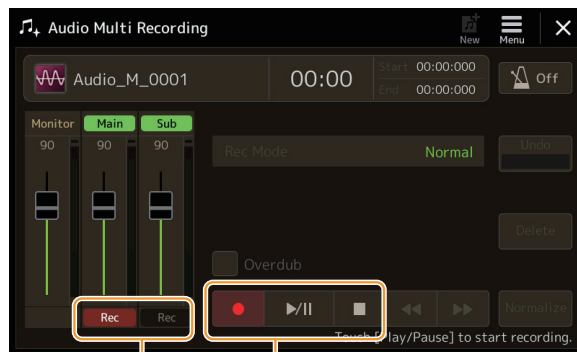 Audio Multi Recording
New
Menu
Audio_M_0001
00:00
Start 00:00:000
End 00:00:000
Off
Monitor Main Sub
90 90 90
Rec Mode Normal
Undo
Delete
Overdub
Rec Rec
Normalize
Touch [Play/Pause] to start recording.